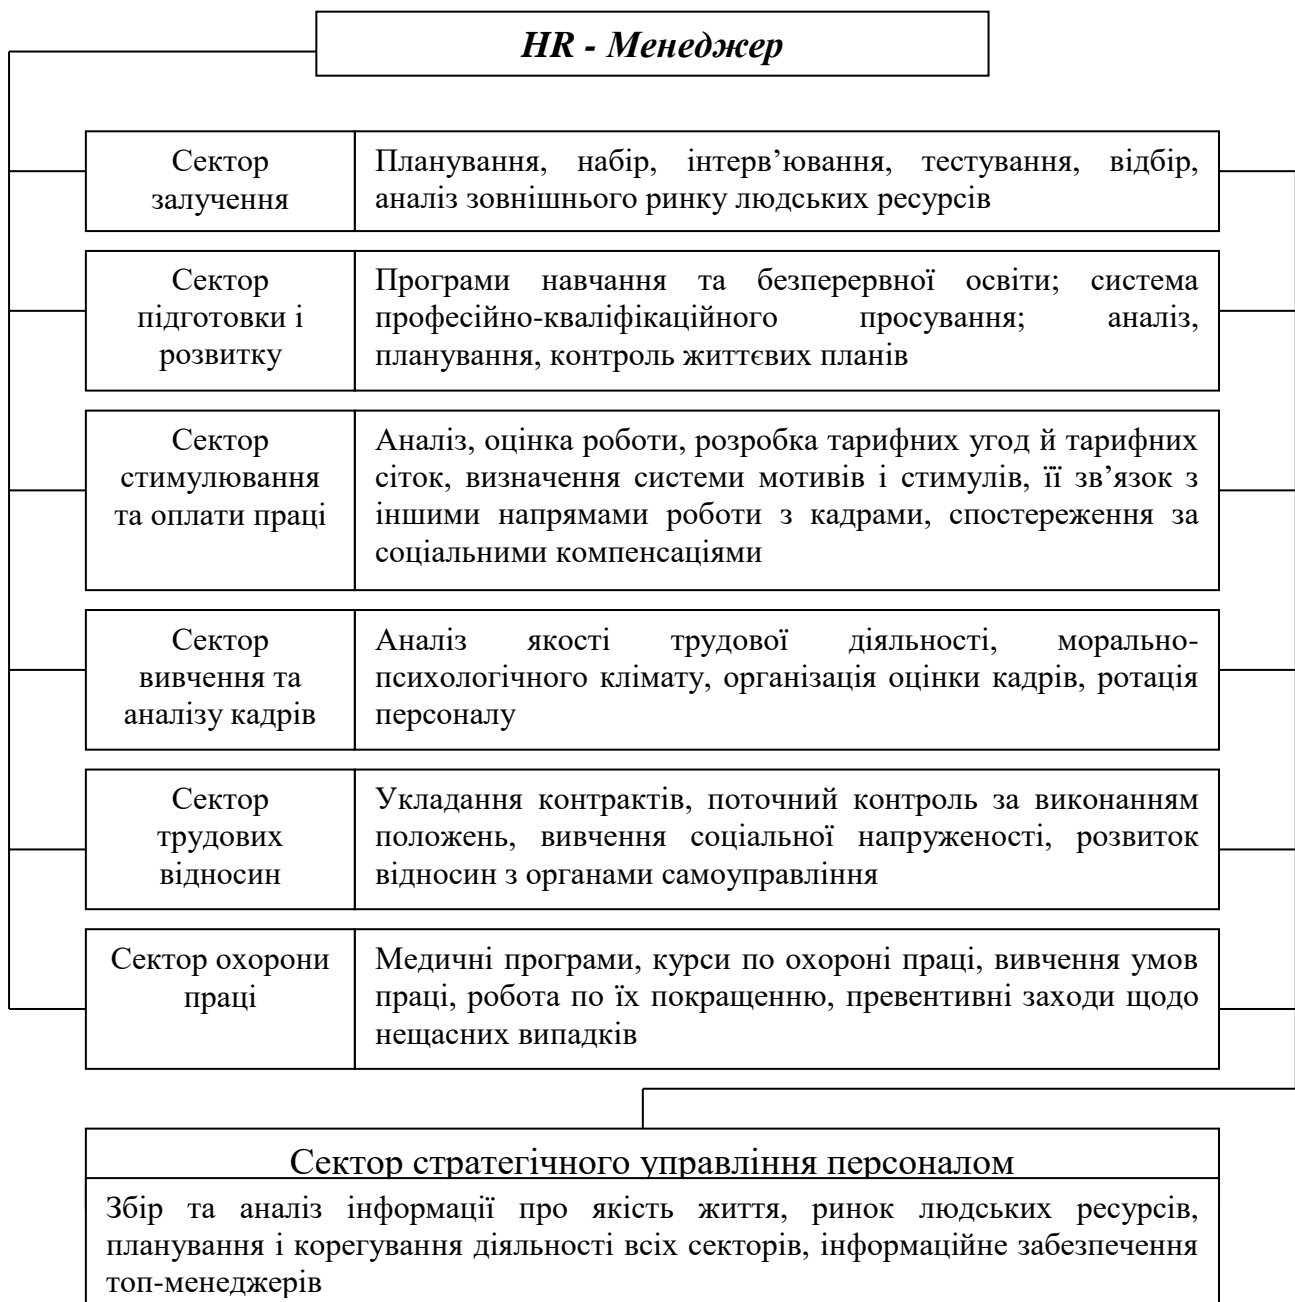 HR - Менеджер
Сектор
залучення
Планування, набір, інтерв’ювання, тестування, відбір,
аналіз зовнішнього ринку людських ресурсів
Сектор
підготовки і
розвитку
Програми навчання та безперервної освіти; система
професійно-кваліфікаційного просування; аналіз,
планування, контроль життєвих планів
Сектор
стимулювання
та оплати праці
Аналіз, оцінка роботи, розробка тарифних угод й тарифних
сіток, визначення системи мотивів і стимулів, її зв’язок з
іншими напрямами роботи з кадрами, спостереження за
соціальними компенсаціями
Сектор
вивчення та
аналізу кадрів
Аналіз якості трудової діяльності, морально-
психологічного клімату, організація оцінки кадрів, ротація
персоналу
Сектор
трудових
відносин
Укладання контрактів, поточний контроль за виконанням
положень, вивчення соціальної напруженості, розвиток
відносин з органами самоуправління
Сектор охорони
праці
Медичні програми, курси по охороні праці, вивчення умов
праці, робота по їх покращенню, превентивні заходи щодо
нещасних випадків
Сектор стратегічного управління персоналом
Збір та аналіз інформації про якість життя, ринок людських ресурсів,
планування і корегування діяльності всіх секторів, інформаційне забезпечення
топ-менеджерів